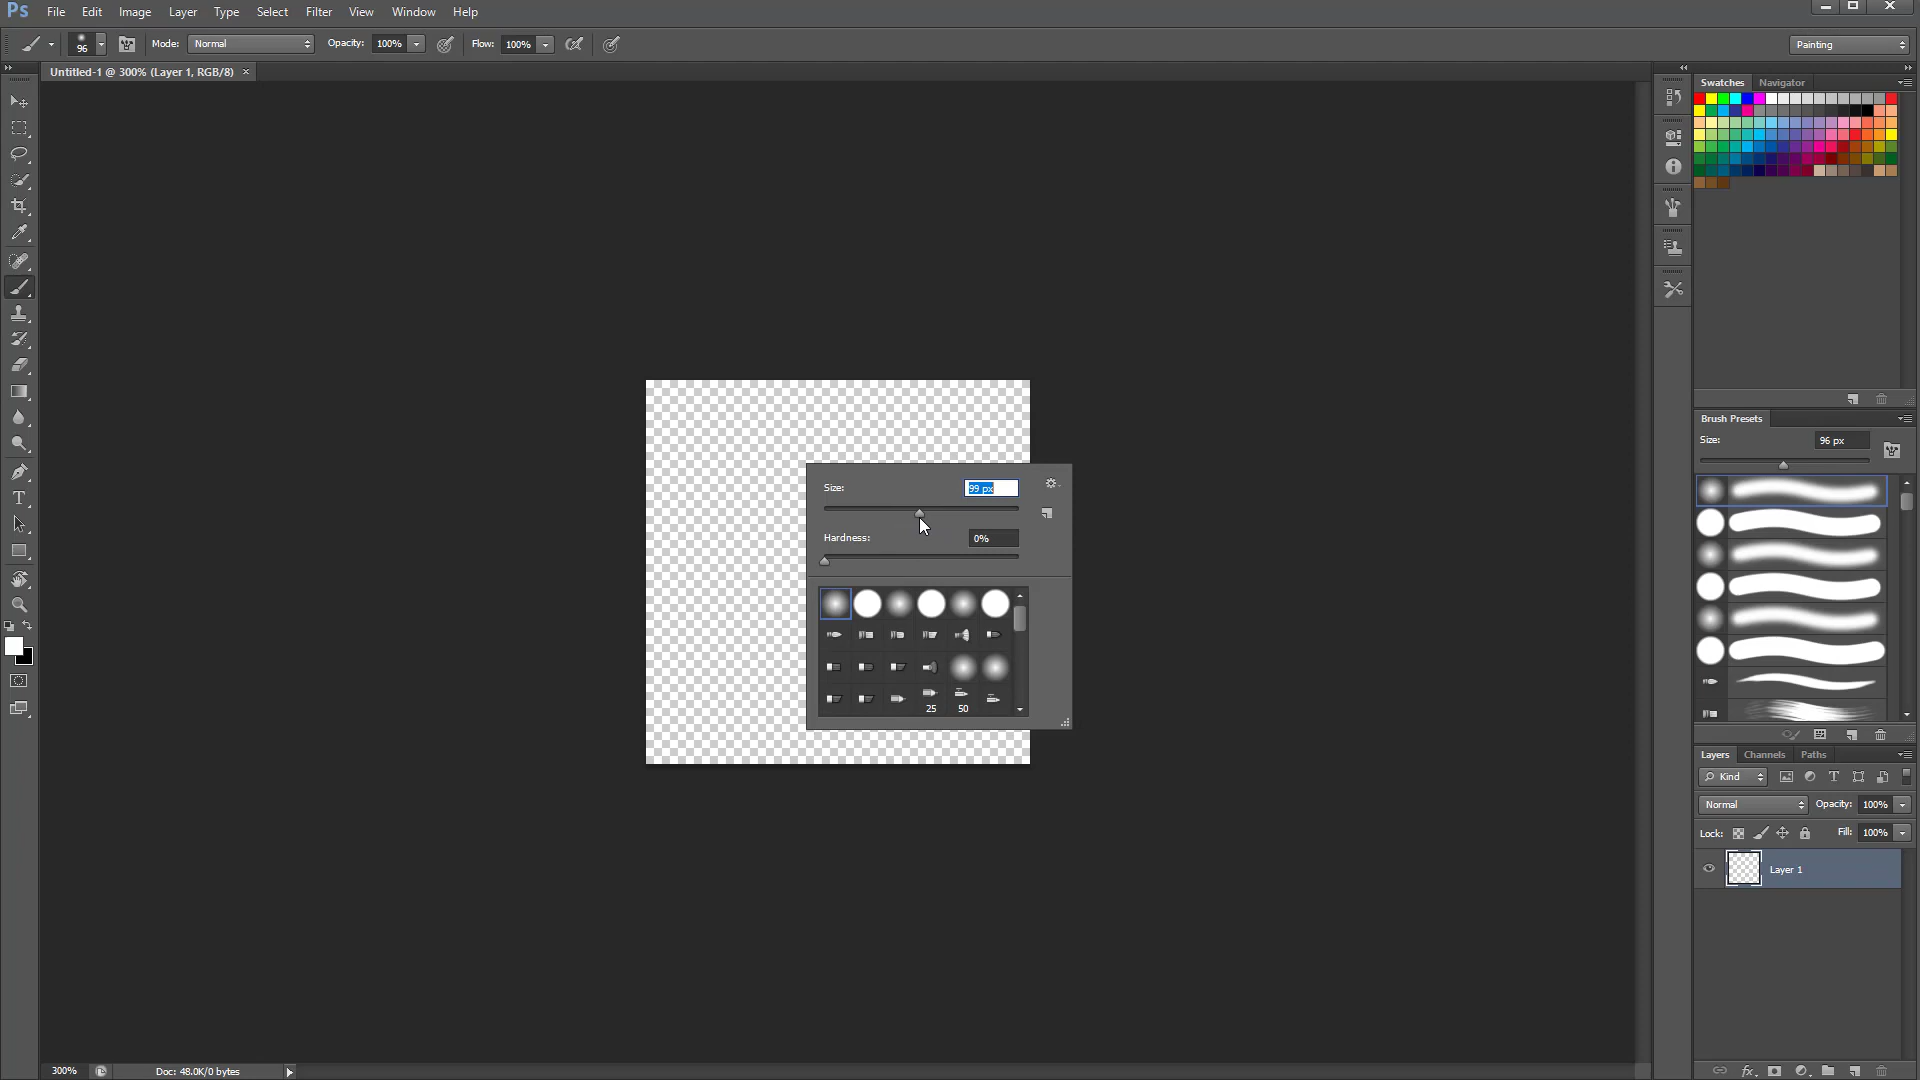 Ps File Edit Image Layer Type Select Filter View Window Help
96 Mode: Normal Opacity: 100% Flow: 100% Painting
Untitled-1 @ 300% (Layer 1, RGB/8) ×
Swatches Navigator
Brush Presets
Size: 96 px
Size: 99 px
Hardness: 0%
25 50
Layers Channels Paths
Kind
Normal Opacity: 100%
Lock: Fill: 100%
Layer 1
300% Doc: 48.0K/0 bytes
fx